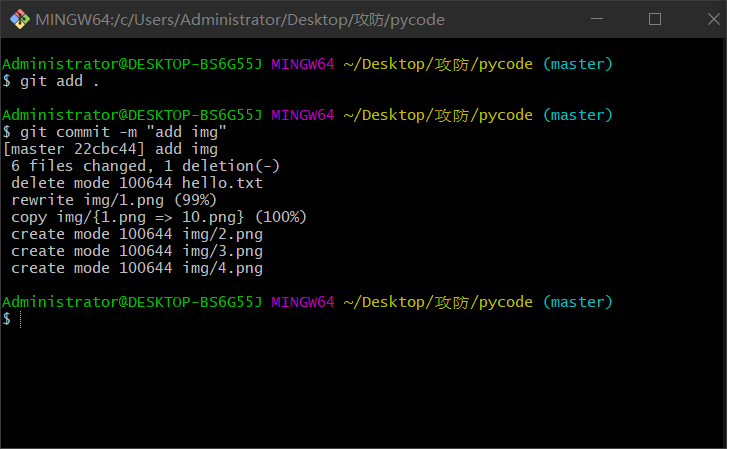 MINGW64:/c/Users/Administrator/Desktop/攻防/pycode
Administrator@DESKTOP-BS6G55J MINGW64 ~/Desktop/攻防/pycode (master)
$ git add .
Administrator@DESKTOP-BS6G55J MINGW64 ~/Desktop/攻防/pycode (master)
$ git commit -m "add img"
[master 22cbc44] add img
 6 files changed, 1 deletion(-)
 delete mode 100644 hello.txt
 rewrite img/1.png (99%)
 copy img/{1.png => 10.png} (100%)
 create mode 100644 img/2.png
 create mode 100644 img/3.png
 create mode 100644 img/4.png
Administrator@DESKTOP-BS6G55J MINGW64 ~/Desktop/攻防/pycode (master)
$